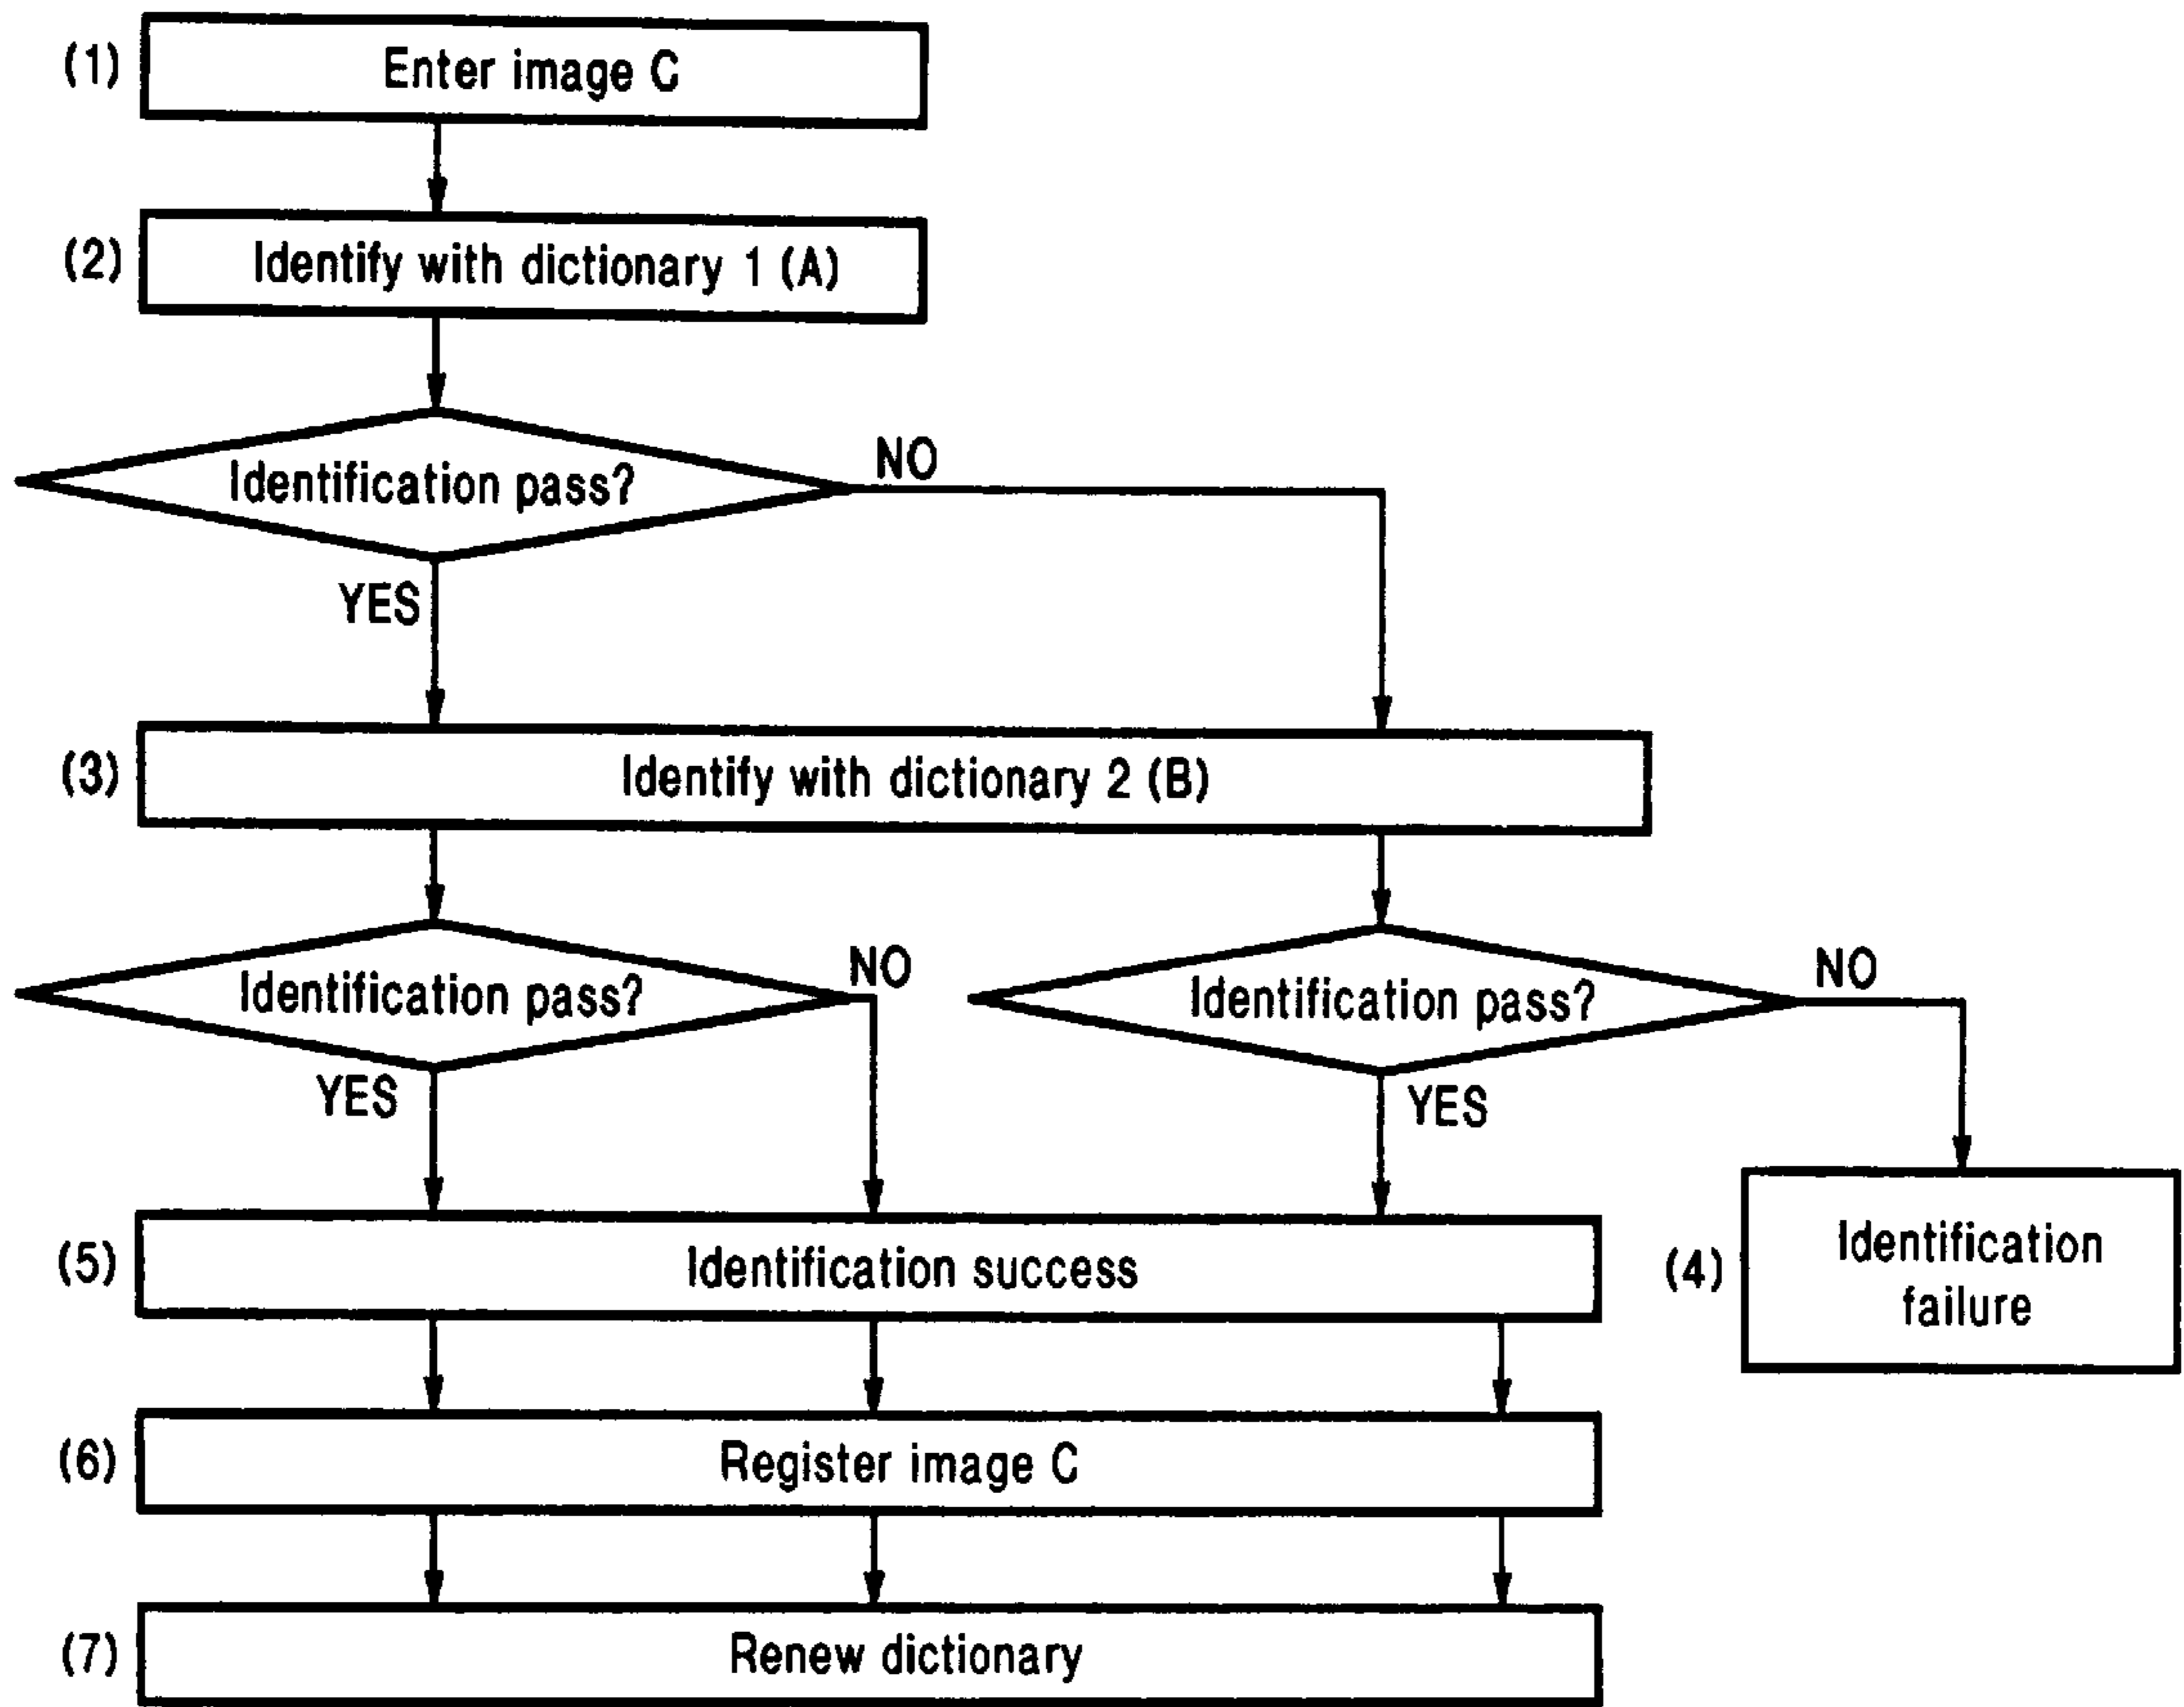 (1) Enter image C
(2) Identify with dictionary 1 (A)
Identification pass?
NO
YES
(3) Identify with dictionary 2 (B)
Identification pass?
NO
Identification pass?
NO
YES
YES
(5) Identification success
(4) Identification
failure
(6) Register image C
(7) Renew dictionary